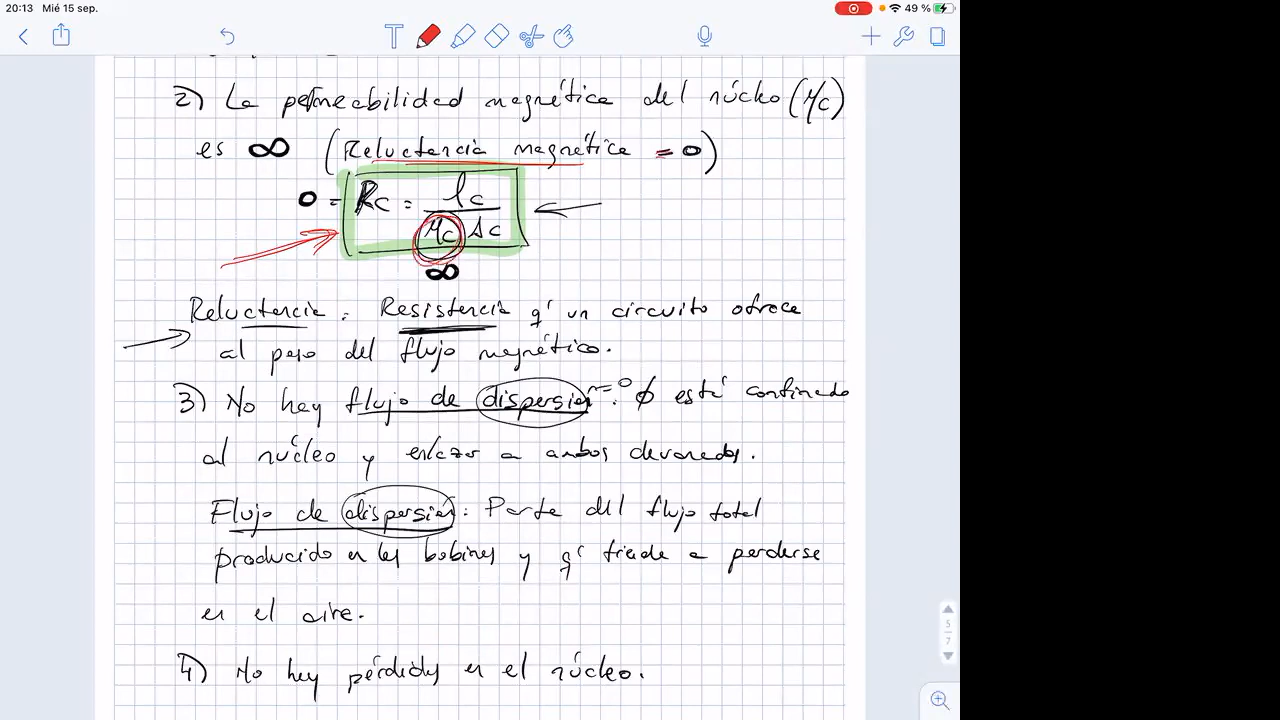 20:13 Mié 15 sep.
49 %
2) La permeabilidad magnética del núcleo (μc)
es ∞ (Reluctancia magnética = 0)
0 = Rc = lc / μc Ac
∞
Reluctancia : Resistencia q' un circuito ofrece
al paso del flujo magnético.
3) No hay flujo de dispersión = 0 : ϕ está confinado
al núcleo y enlaza a ambos devanados.
Flujo de dispersión : Parte del flujo total
producido en las bobinas y q' tiende a perderse
en el aire.
4) No hay pérdidas en el núcleo.
5
7